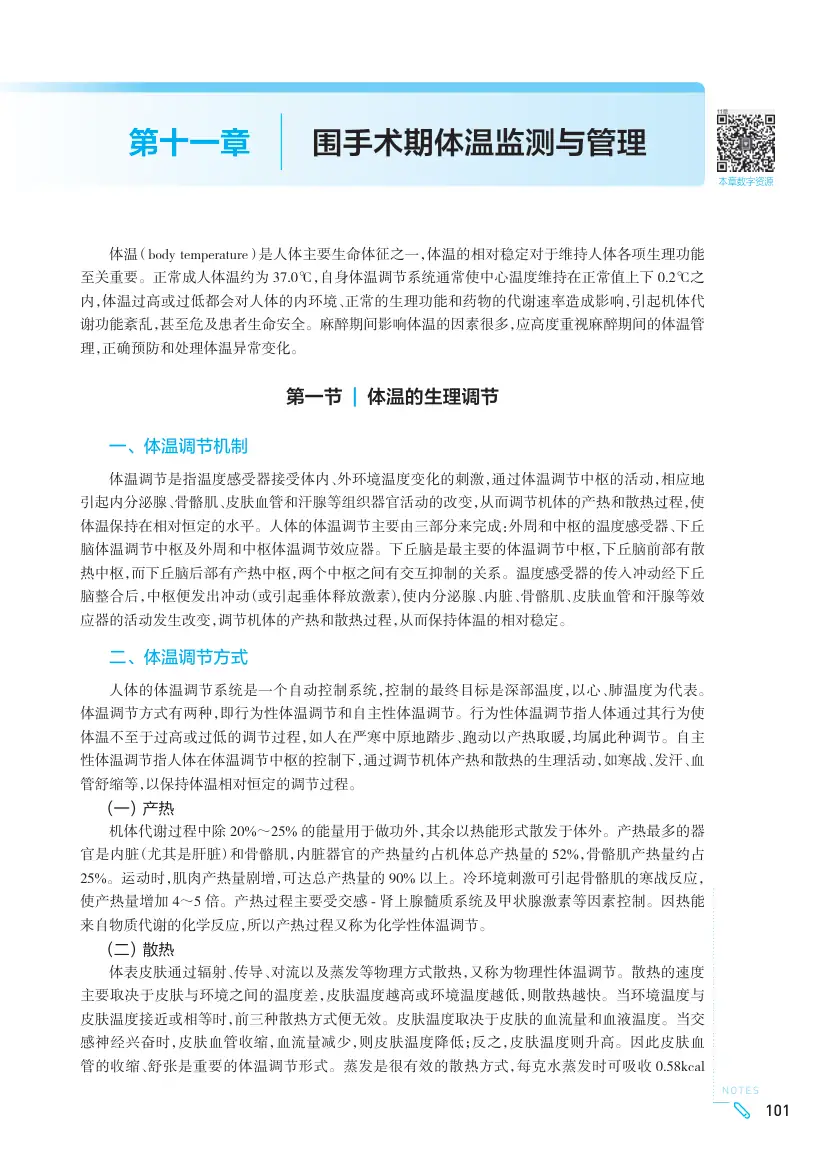 第十一章 围手术期体温监测与管理
11章
本章数字资源
体温（body temperature）是人体主要生命体征之一，体温的相对稳定对于维持人体各项生理功能
至关重要。正常成人体温约为 37.0℃，自身体温调节系统通常使中心温度维持在正常值上下 0.2℃之
内，体温过高或过低都会对人体的内环境、正常的生理功能和药物的代谢速率造成影响，引起机体代
谢功能紊乱，甚至危及患者生命安全。麻醉期间影响体温的因素很多，应高度重视麻醉期间的体温管
理，正确预防和处理体温异常变化。
第一节 | 体温的生理调节
一、体温调节机制
体温调节是指温度感受器接受体内、外环境温度变化的刺激，通过体温调节中枢的活动，相应地
引起内分泌腺、骨骼肌、皮肤血管和汗腺等组织器官活动的改变，从而调节机体的产热和散热过程，使
体温保持在相对恒定的水平。人体的体温调节主要由三部分来完成：外周和中枢的温度感受器、下丘
脑体温调节中枢及外周和中枢体温调节效应器。下丘脑是最主要的体温调节中枢，下丘脑前部有散
热中枢，而下丘脑后部有产热中枢，两个中枢之间有交互抑制的关系。温度感受器的传入冲动经下丘
脑整合后，中枢便发出冲动（或引起垂体释放激素），使内分泌腺、内脏、骨骼肌、皮肤血管和汗腺等效
应器的活动发生改变，调节机体的产热和散热过程，从而保持体温的相对稳定。
二、体温调节方式
人体的体温调节系统是一个自动控制系统，控制的最终目标是深部温度，以心、肺温度为代表。
体温调节方式有两种，即行为性体温调节和自主性体温调节。行为性体温调节指人体通过其行为使
体温不至于过高或过低的调节过程，如人在严寒中原地踏步、跑动以产热取暖，均属此种调节。自主
性体温调节指人体在体温调节中枢的控制下，通过调节机体产热和散热的生理活动，如寒战、发汗、血
管舒缩等，以保持体温相对恒定的调节过程。
（一）产热
机体代谢过程中除 20%～25% 的能量用于做功外，其余以热能形式散发于体外。产热最多的器
官是内脏（尤其是肝脏）和骨骼肌，内脏器官的产热量约占机体总产热量的 52%，骨骼肌产热量约占
25%。运动时，肌肉产热量剧增，可达总产热量的 90% 以上。冷环境刺激可引起骨骼肌的寒战反应，
使产热量增加 4～5 倍。产热过程主要受交感 - 肾上腺髓质系统及甲状腺激素等因素控制。因热能
来自物质代谢的化学反应，所以产热过程又称为化学性体温调节。
（二）散热
体表皮肤通过辐射、传导、对流以及蒸发等物理方式散热，又称为物理性体温调节。散热的速度
主要取决于皮肤与环境之间的温度差，皮肤温度越高或环境温度越低，则散热越快。当环境温度与
皮肤温度接近或相等时，前三种散热方式便无效。皮肤温度取决于皮肤的血流量和血液温度。当交
感神经兴奋时，皮肤血管收缩，血流量减少，则皮肤温度降低；反之，皮肤温度则升高。因此皮肤血
管的收缩、舒张是重要的体温调节形式。蒸发是很有效的散热方式，每克水蒸发时可吸收 0.58kcal
NOTES
101